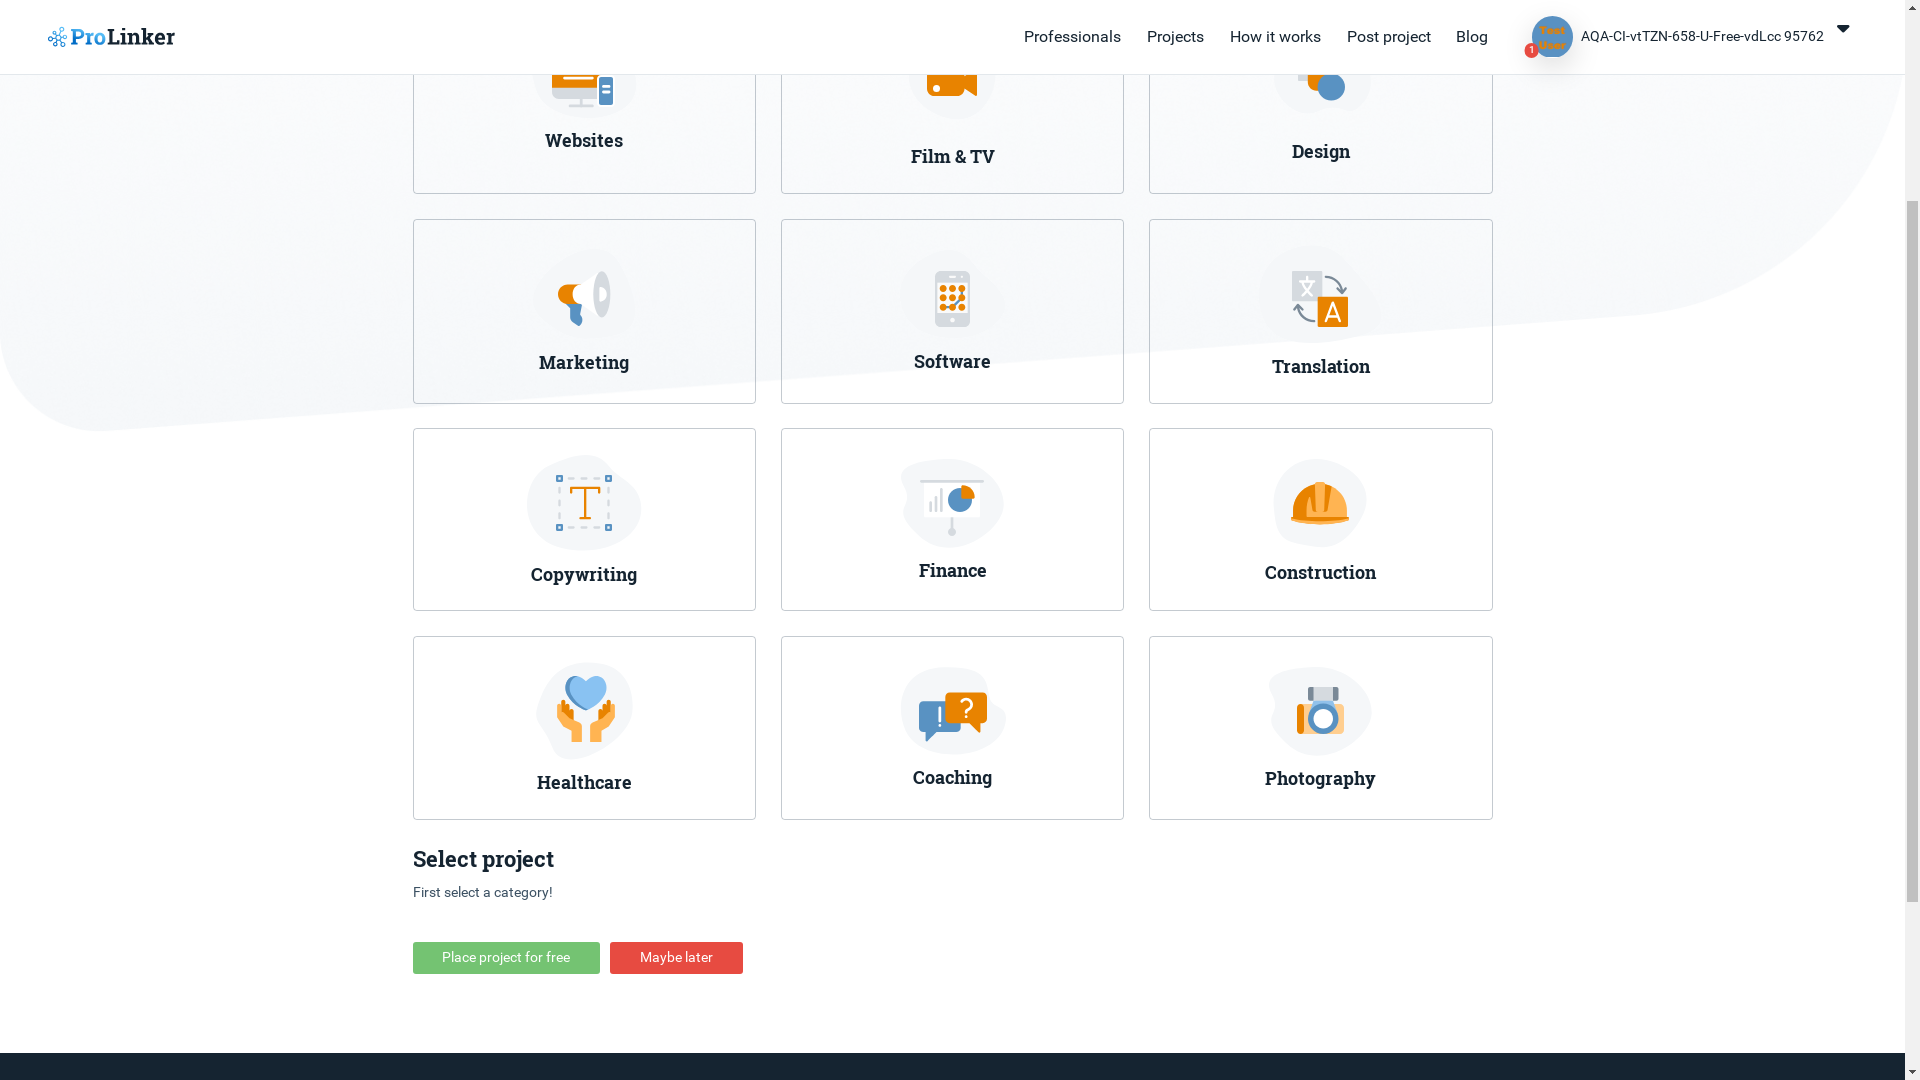 ProLinker
Professionals
Projects
How it works
Post project
Blog
Test
User
1
AQA-CI-vtTZN-658-U-Free-vdLcc 95762
Websites
Film & TV
Design
Marketing
Software
文
A
Translation
T
Copywriting
Finance
Construction
Healthcare
! ?
Coaching
Photography
Select project
First select a category!
Place project for free
Maybe later